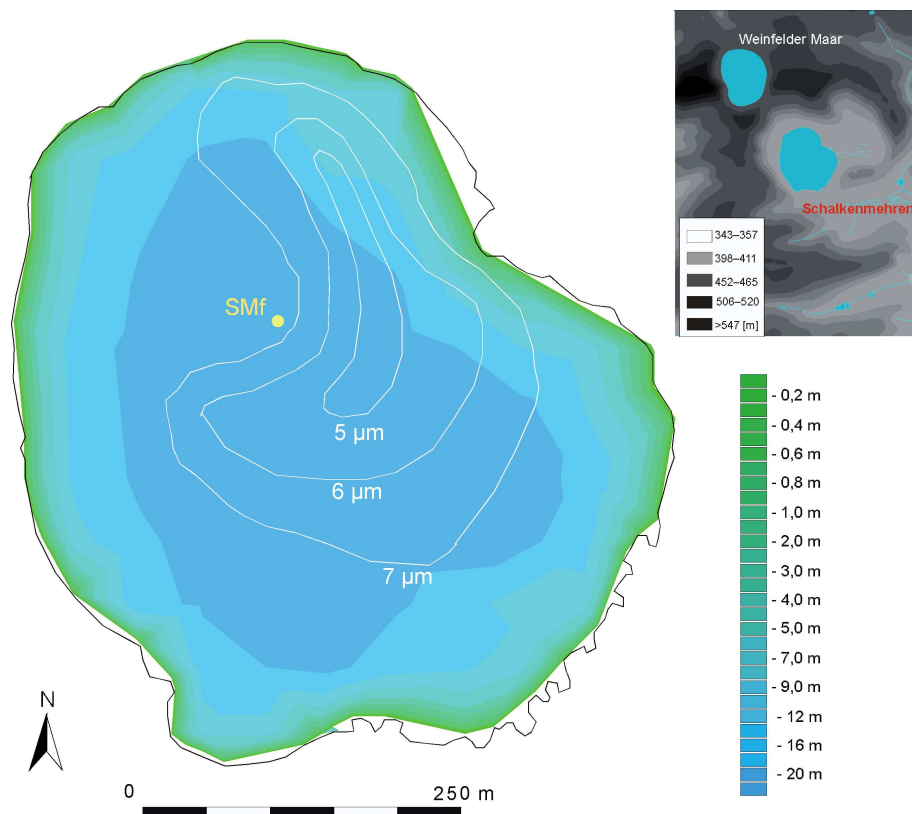 Weinfelder Maar
Schalkenmehren
343–357
398–411
452–465
506–520
>547 [m]
SMf
5 µm
6 µm
7 µm
- 0,2 m
- 0,4 m
- 0,6 m
- 0,8 m
- 1,0 m
- 2,0 m
- 3,0 m
- 4,0 m
- 5,0 m
- 7,0 m
- 9,0 m
- 12 m
- 16 m
- 20 m
N
0 250 m